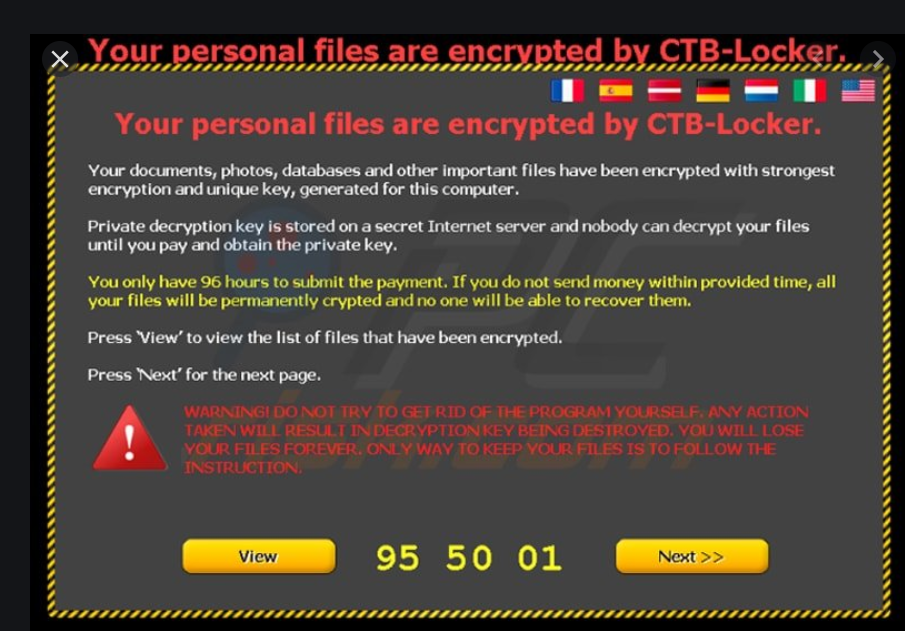 Your personal files are encrypted by CTB-Locker.
Your personal files are encrypted by CTB-Locker.
Your documents, photos, databases and other important files have been encrypted with strongest
encryption and unique key, generated for this computer.
Private decryption key is stored on a secret Internet server and nobody can decrypt your files
until you pay and obtain the private key.
You only have 96 hours to submit the payment. If you do not send money within provided time, all
your files will be permanently crypted and no one will be able to recover them.
Press 'View' to view the list of files that have been encrypted.
Press 'Next' for the next page.
WARNING! DO NOT TRY TO GET RID OF THE PROGRAM YOURSELF. ANY ACTION
TAKEN WILL RESULT IN DECRYPTION KEY BEING DESTROYED. YOU WILL LOSE
YOUR FILES FOREVER. ONLY WAY TO KEEP YOUR FILES IS TO FOLLOW THE
INSTRUCTION.
View
95 50 01
Next >>
PC